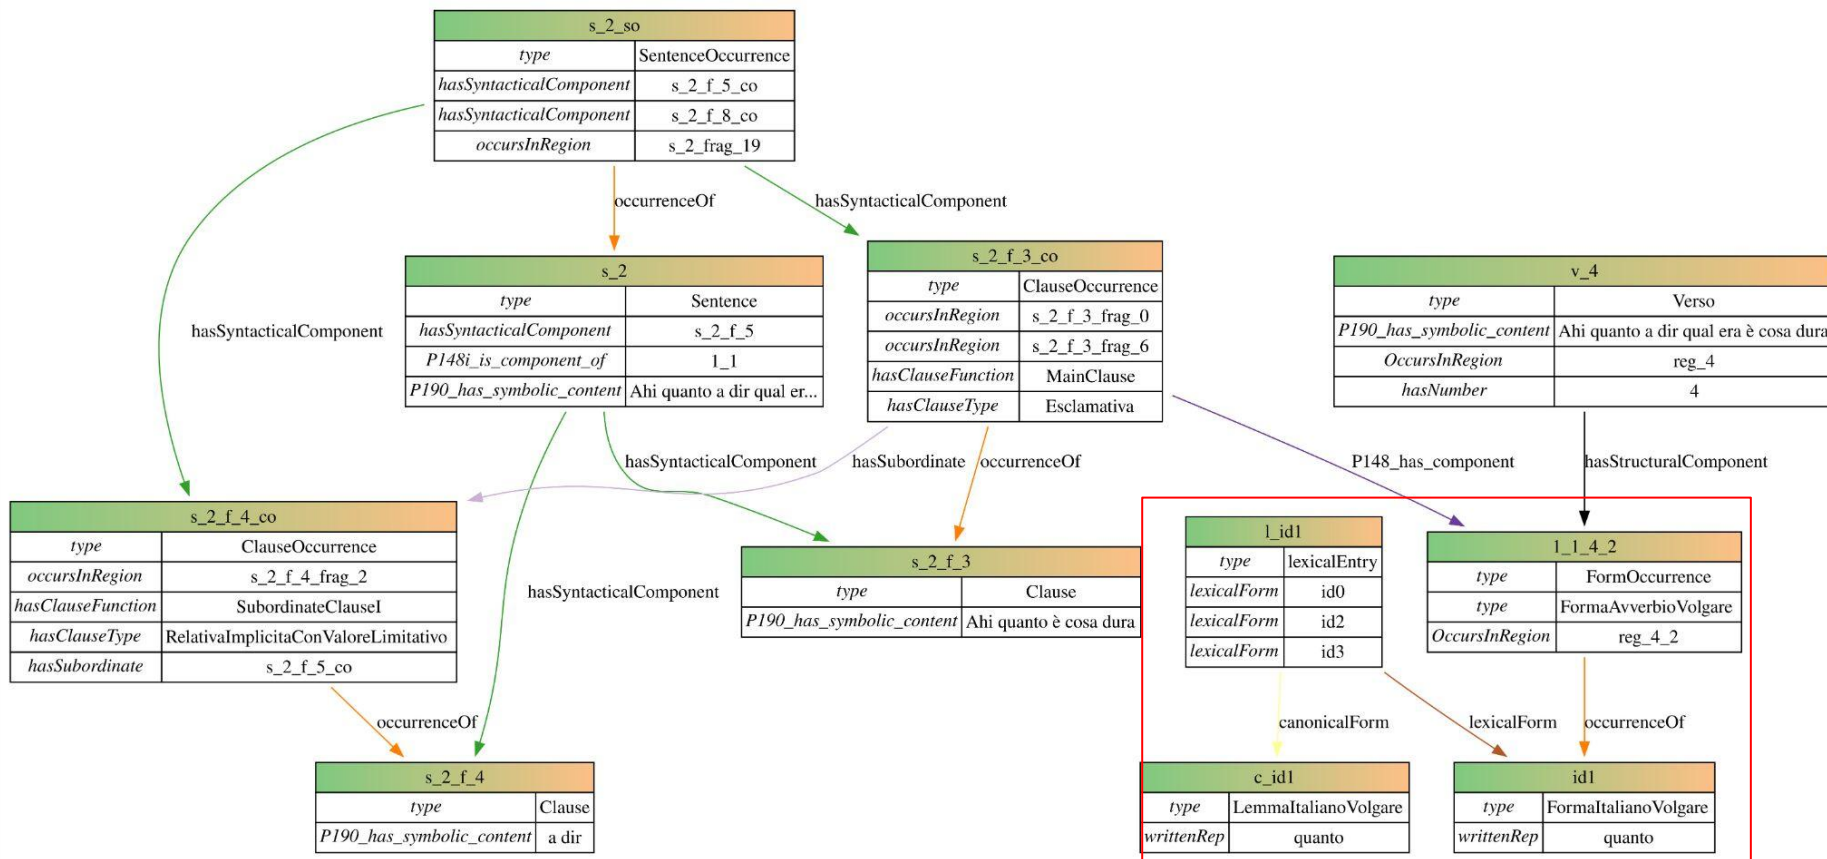 s_2_so
type SentenceOccurrence
hasSyntacticalComponent s_2_f_5_co
hasSyntacticalComponent s_2_f_8_co
occursInRegion s_2_frag_19
occurrenceOf
hasSyntacticalComponent
hasSyntacticalComponent
s_2
type Sentence
hasSyntacticalComponent s_2_f_5
P148i_is_component_of 1_1
P190_has_symbolic_content Ahi quanto a dir qual er...
s_2_f_3_co
type ClauseOccurrence
occursInRegion s_2_f_3_frag_0
occursInRegion s_2_f_3_frag_6
hasClauseFunction MainClause
hasClauseType Esclamativa
v_4
type Verso
P190_has_symbolic_content Ahi quanto a dir qual era è cosa dura
OccursInRegion reg_4
hasNumber 4
hasSyntacticalComponent
hasSubordinate
occurrenceOf
P148_has_component
hasStructuralComponent
s_2_f_4_co
type ClauseOccurrence
occursInRegion s_2_f_4_frag_2
hasClauseFunction SubordinateClauseI
hasClauseType RelativaImplicitaConValoreLimitativo
hasSubordinate s_2_f_5_co
hasSyntacticalComponent
s_2_f_3
type Clause
P190_has_symbolic_content Ahi quanto è cosa dura
l_id1
type lexicalEntry
lexicalForm id0
lexicalForm id2
lexicalForm id3
1_1_4_2
type FormOccurrence
type FormaAvverbioVolgare
OccursInRegion reg_4_2
occurrenceOf
canonicalForm
lexicalForm
occurrenceOf
s_2_f_4
type Clause
P190_has_symbolic_content a dir
c_id1
type LemmaItalianoVolgare
writtenRep quanto
id1
type FormaItalianoVolgare
writtenRep quanto